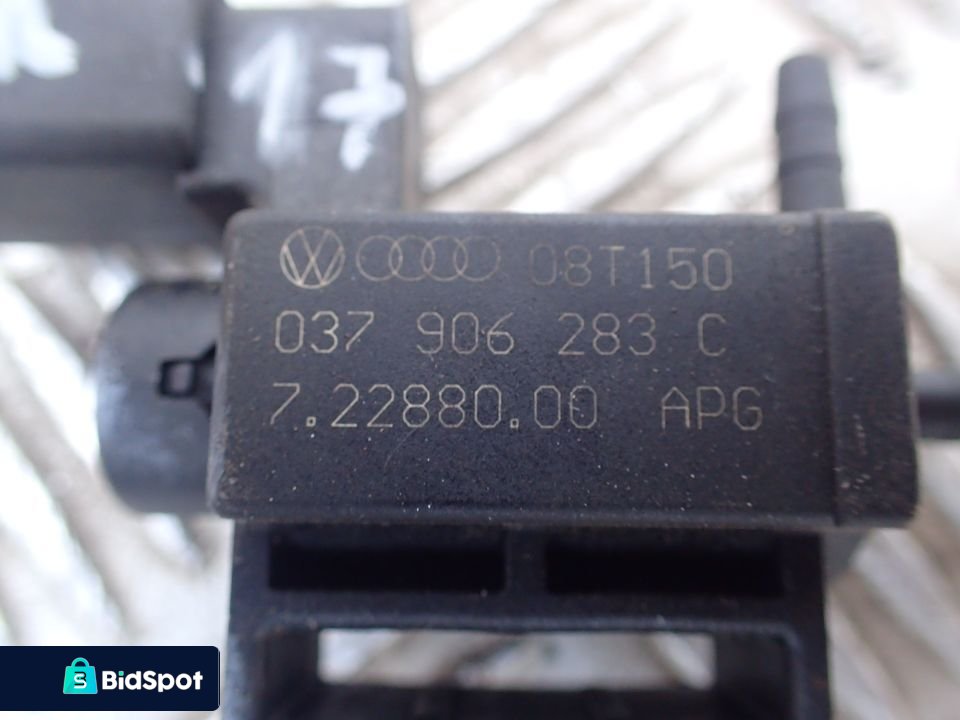 17
08T150
037 906 283 C
7.22880.00 APG
BidSpot